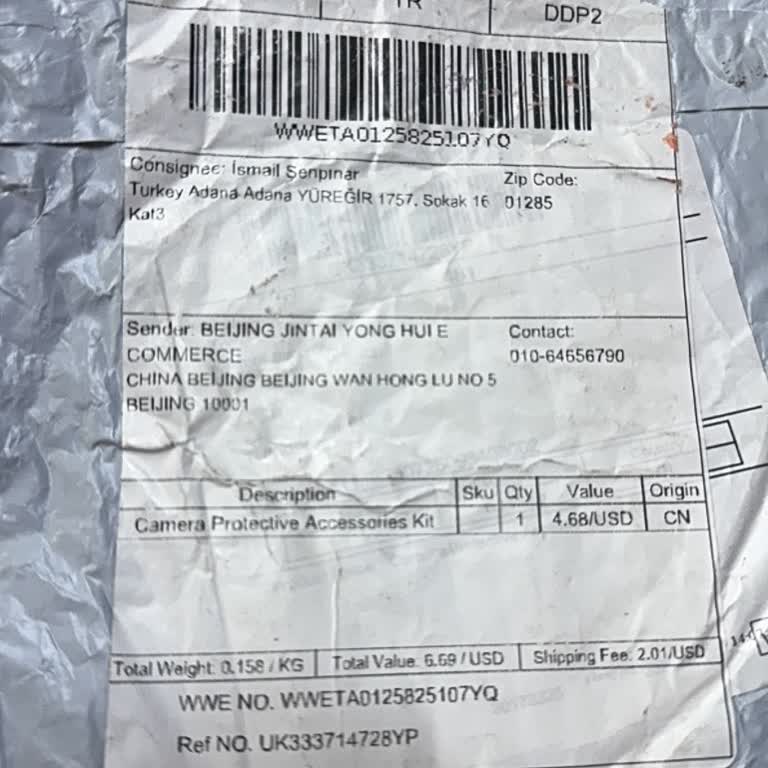 TR DDP2
WWETA0125825107YQ
Consignee: İsmail Şenpınar Zip Code:
Turkey Adana Adana YÜREĞİR 1757. Sokak 16 01285
Kat3
Sender: BEIJING JINTAI YONG HUI E Contact:
COMMERCE 010-64656790
CHINA BEIJING BEIJING WAN HONG LU NO 5
BEIJING 10001
Description Sku Qty Value Origin
Camera Protective Accessories Kit 1 4.68/USD CN
Total Weight: 0.158 / KG Total Value: 6.69 / USD Shipping Fee: 2.01/USD
WWE NO. WWETA0125825107YQ
Ref NO. UK333714728YP